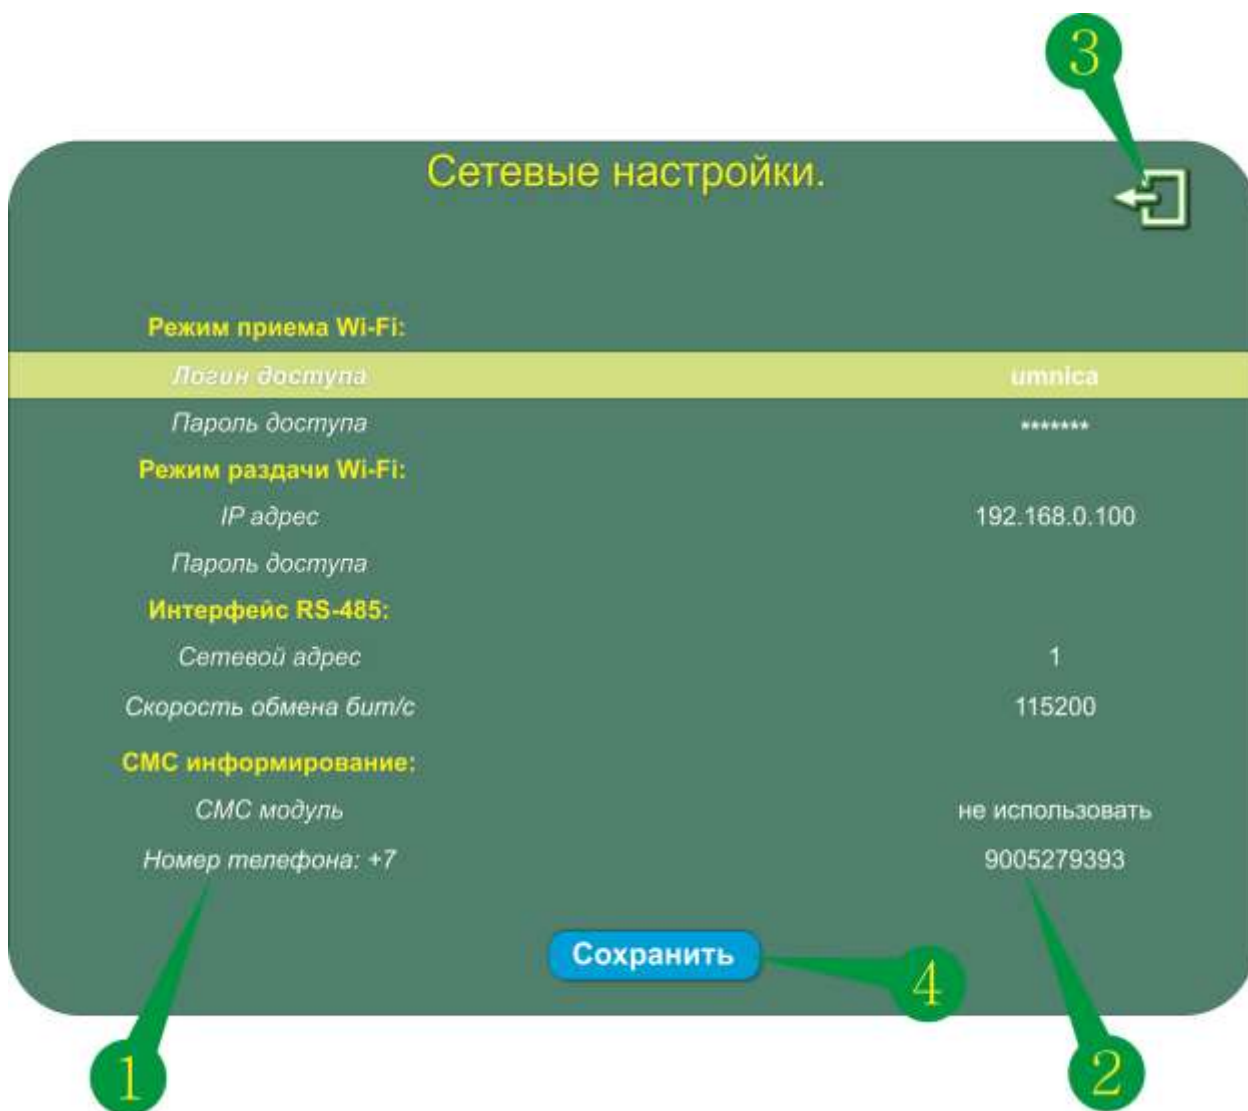 3
Сетевые настройки.
Режим приема Wi-Fi:
Логин доступа umnica
Пароль доступа *******
Режим раздачи Wi-Fi:
IP адрес 192.168.0.100
Пароль доступа
Интерфейс RS-485:
Сетевой адрес 1
Скорость обмена бит/с 115200
СМС информирование:
СМС модуль не использовать
Номер телефона: +7 9005279393
Сохранить
4
1 2